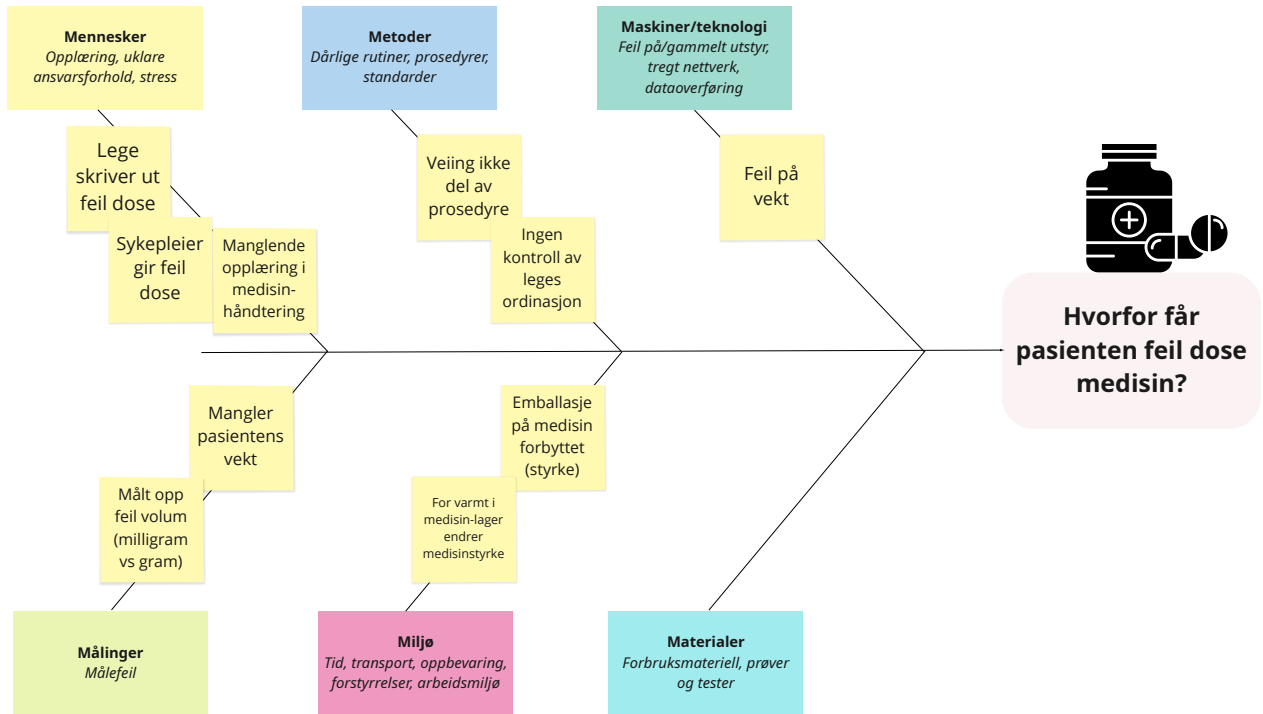 Mennesker
Opplæring, uklare
ansvarsforhold, stress
Metoder
Dårlige rutiner, prosedyrer,
standarder
Maskiner/teknologi
Feil på/gammelt utstyr,
tregt nettverk,
dataoverføring
Lege
skriver ut
feil dose
Sykepleier
gir feil
dose
Manglende
opplæring i
medisin-
håndtering
Veiing ikke
del av
prosedyre
Ingen
kontroll av
leges
ordinasjon
Feil på
vekt
Hvorfor får
pasienten feil dose
medisin?
Mangler
pasientens
vekt
Målt opp
feil volum
(milligram
vs gram)
Emballasje
på medisin
forbyttet
(styrke)
For varmt i
medisin-lager
endrer
medisinstyrke
Målinger
Målefeil
Miljø
Tid, transport, oppbevaring,
forstyrrelser, arbeidsmiljø
Materialer
Forbruksmateriell, prøver
og tester